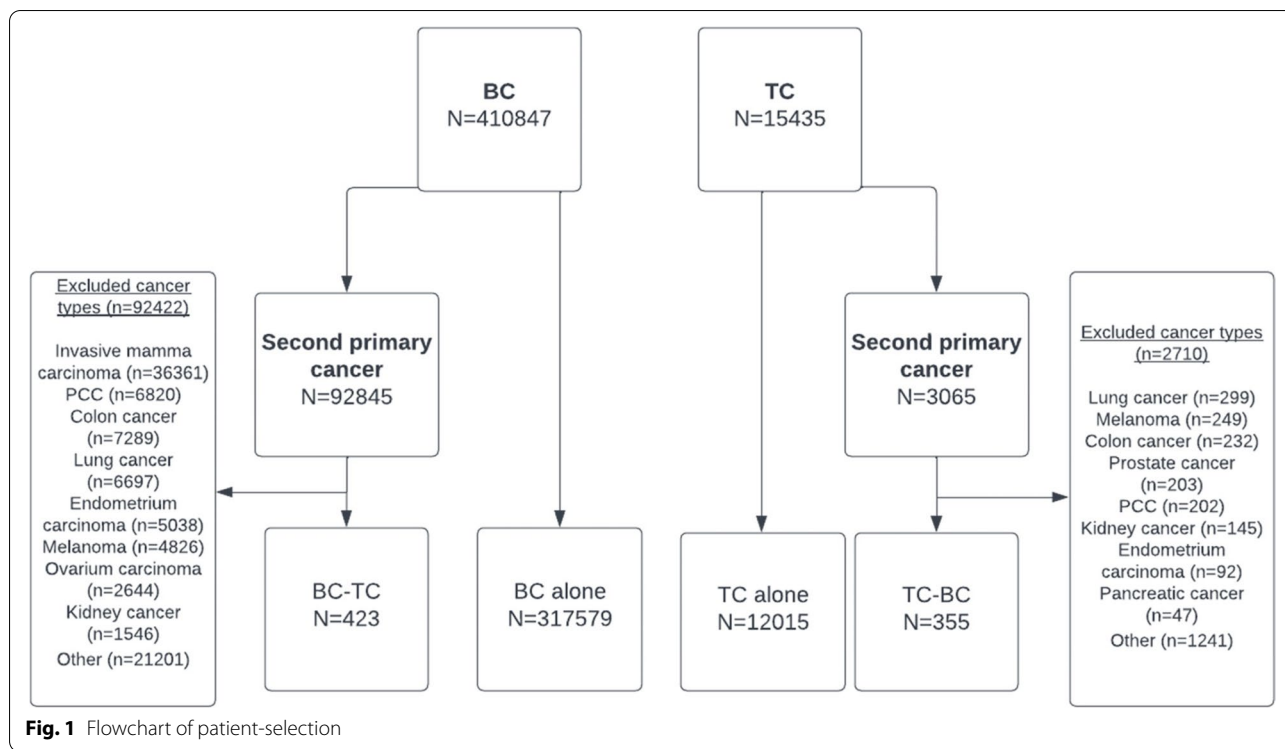 BC
N=410847
TC
N=15435
Excluded cancer
types (n=92422)
Invasive mamma
carcinoma (n=36361)
PCC (n=6820)
Colon cancer
(n=7289)
Lung cancer
(n=6697)
Endometrium
carcinoma (n=5038)
Melanoma (n=4826)
Ovarium carcinoma
(n=2644)
Kidney cancer
(n=1546)
Other (n=21201)
Second primary
cancer
N=92845
Second primary
cancer
N=3065
Excluded cancer types
(n=2710)
Lung cancer (n=299)
Melanoma (n=249)
Colon cancer (n=232)
Prostate cancer
(n=203)
PCC (n=202)
Kidney cancer (n=145)
Endometrium
carcinoma (n=92)
Pancreatic cancer
(n=47)
Other (n=1241)
BC-TC
N=423
BC alone
N=317579
TC alone
N=12015
TC-BC
N=355
Fig. 1 Flowchart of patient-selection